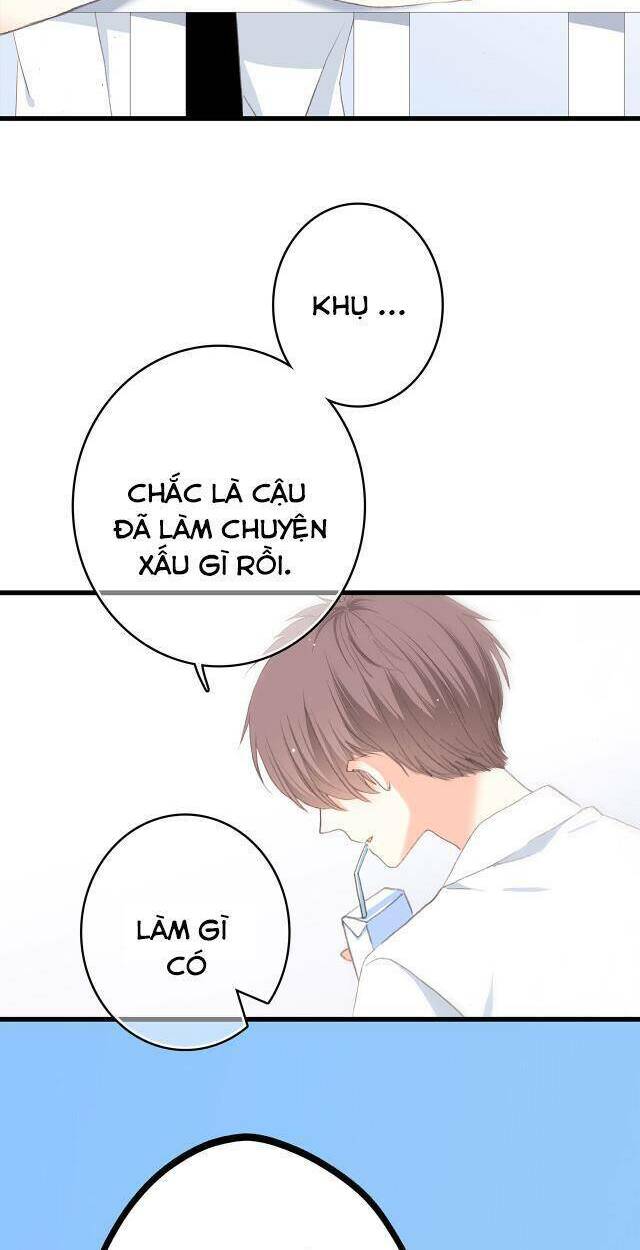 KHỤ ...
CHẮC LÀ CẬU
ĐÃ LÀM CHUYỆN
XẤU GÌ RỒI.
LÀM GÌ
CÓ